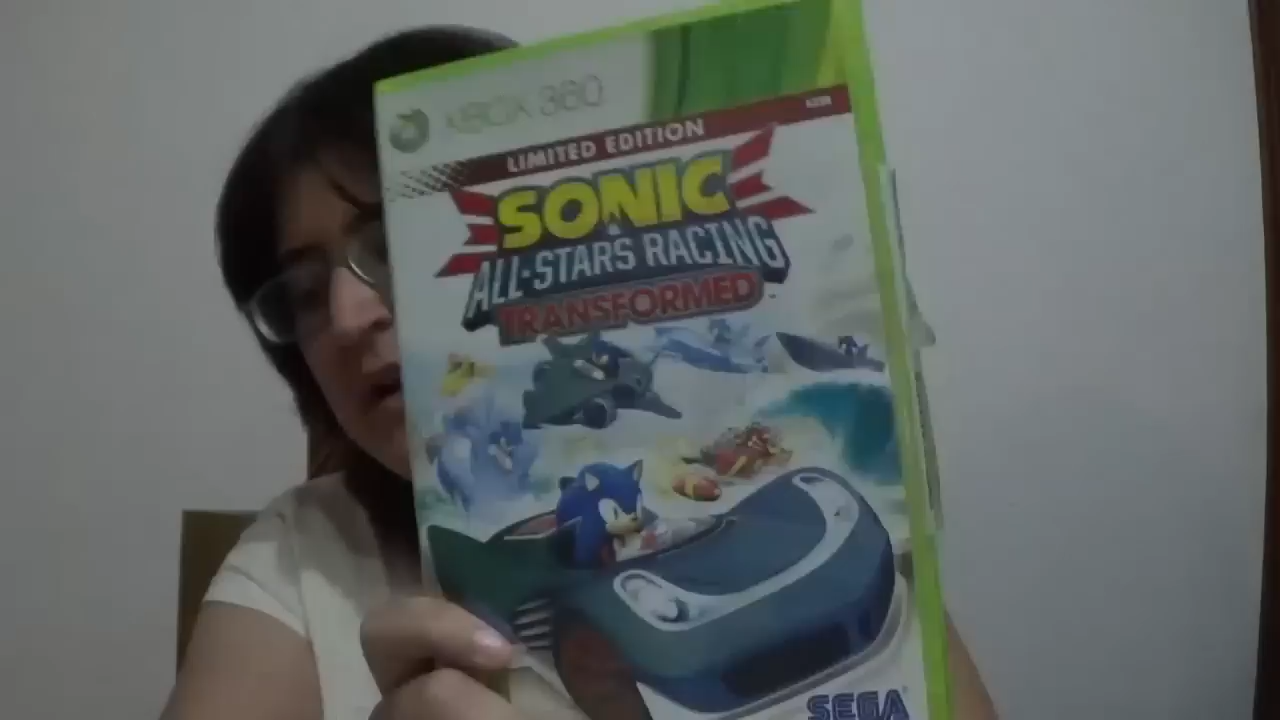 XBOX 360
LIMITED EDITION
SONIC
&
ALL-STARS RACING
TRANSFORMED
SEGA